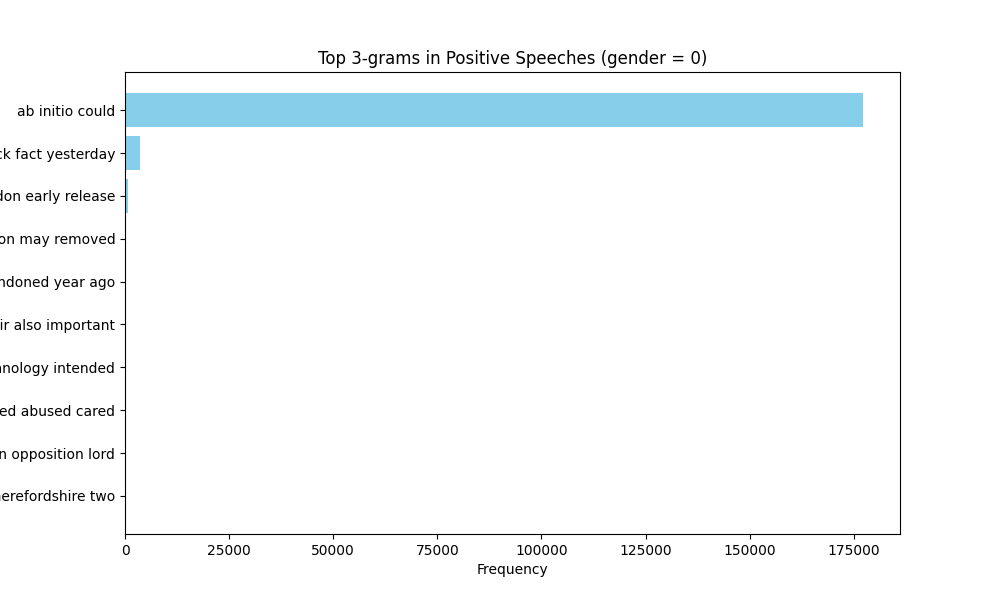 Top 3-grams in Positive Speeches (gender = 0)
ab initio could
ck fact yesterday
don early release
on may removed
ndoned year ago
ir also important
nology intended
ed abused cared
n opposition lord
herefordshire two
0 25000 50000 75000 100000 125000 150000 175000
Frequency